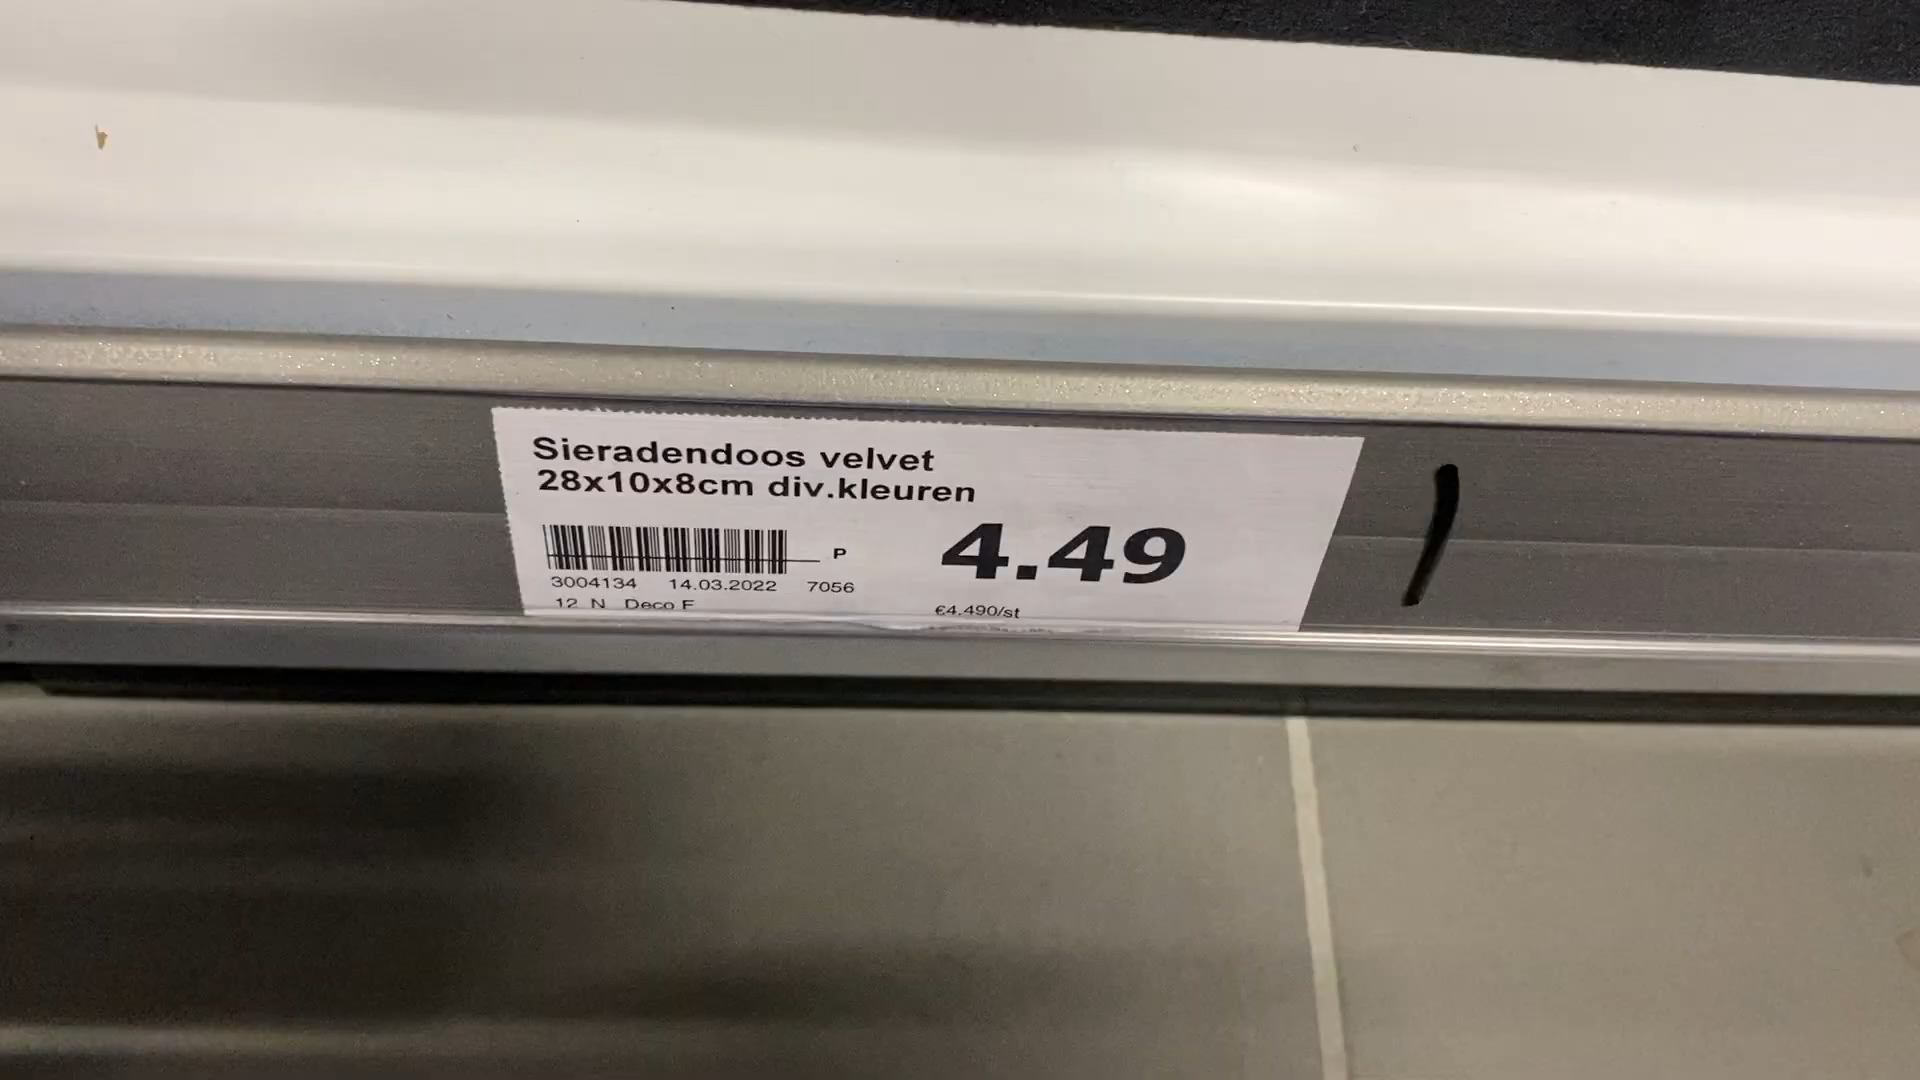 Sieradendoos velvet
28x10x8cm div.kleuren
P
4.49
3004134 14.03.2022 7056
12 N Deco F
€4.490/st